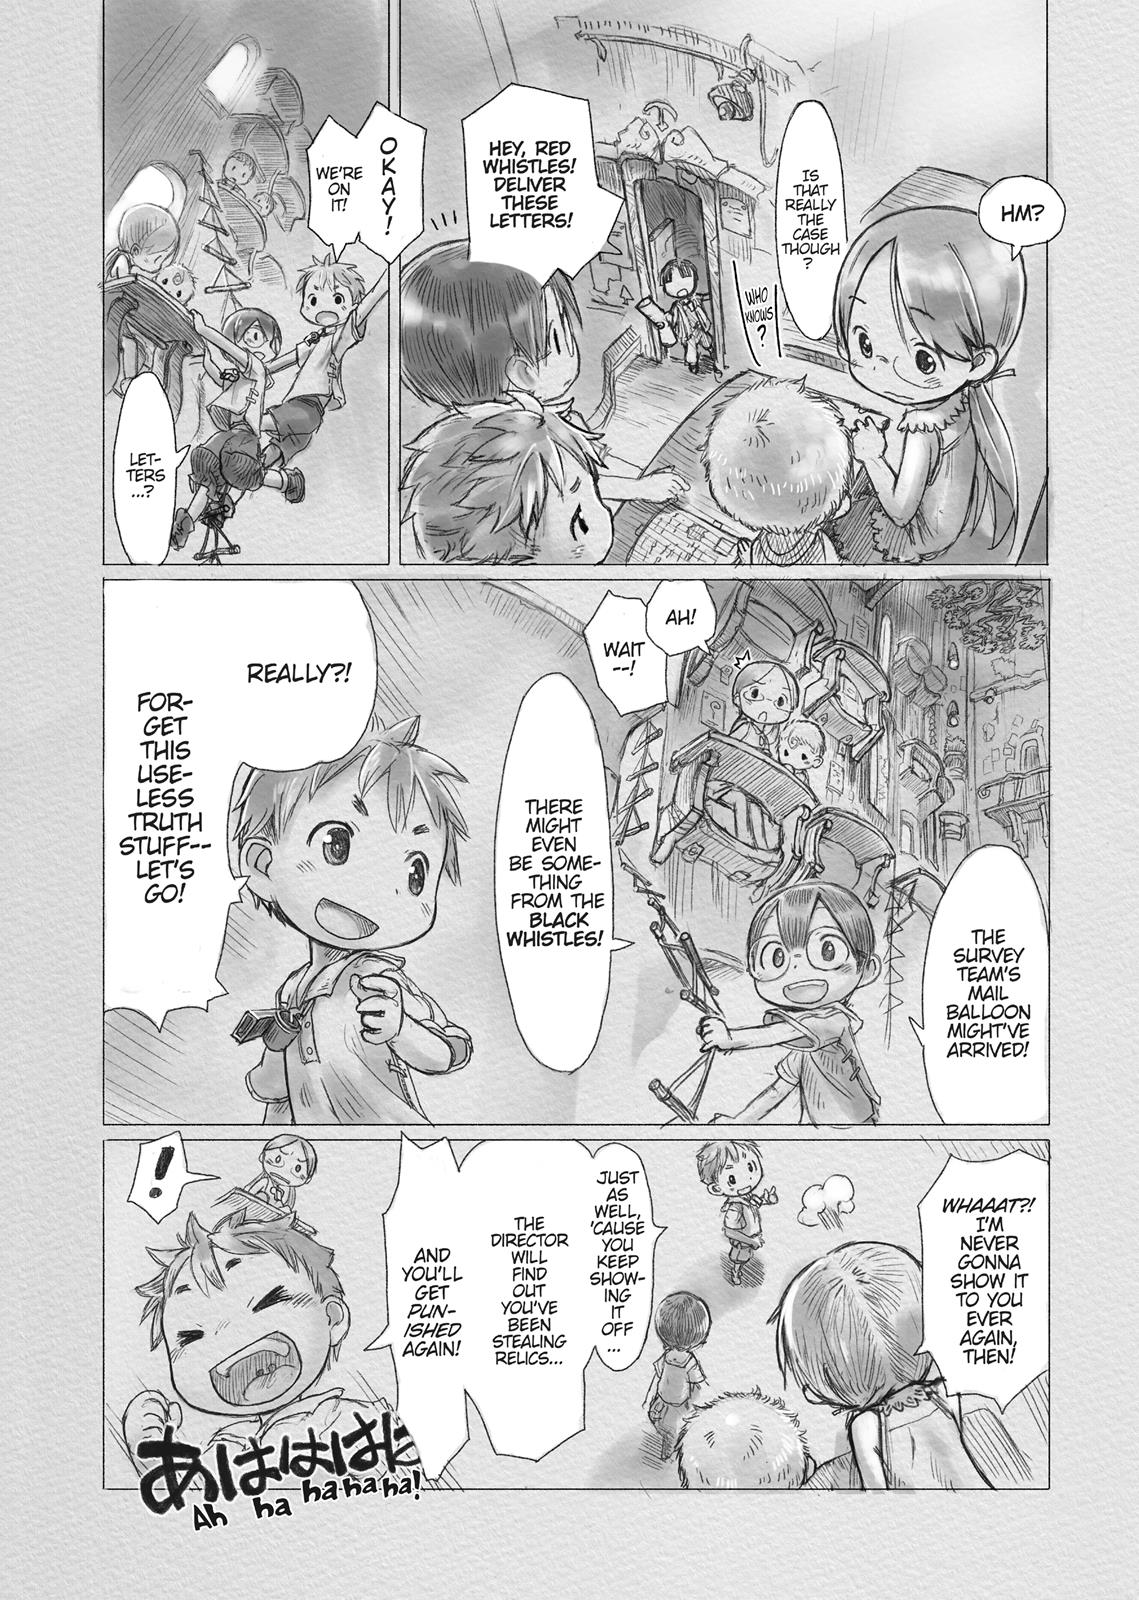 HM?
IS
THAT
REALLY
THE
CASE
THOUGH?
WHO
KNOWS
?
HEY, RED
WHISTLES!
DELIVER
THESE
LETTERS!
OKAY!
WE'RE
ON
IT!
LET-
TERS
...?
AH!
WAIT
--!
THE
SURVEY
TEAM'S
MAIL
BALLOON
MIGHT'VE
ARRIVED!
THERE
MIGHT
EVEN
BE SOME-
THING
FROM THE
BLACK
WHISTLES!
REALLY?!
FOR-
GET
THIS
USE-
LESS
TRUTH
STUFF--
LET'S
GO!
WHAAAT?!
I'M
NEVER
GONNA
SHOW IT
TO YOU
EVER
AGAIN,
THEN!
JUST
AS
WELL,
'CAUSE
YOU
KEEP
SHOW-
ING
IT
OFF
...
THE
DIRECTOR
WILL
FIND
OUT
YOU'VE
BEEN
STEALING
RELICS...
AND
YOU'LL
GET
PUN-
ISHED
AGAIN!
!
あはははは
Ah ha ha ha ha!